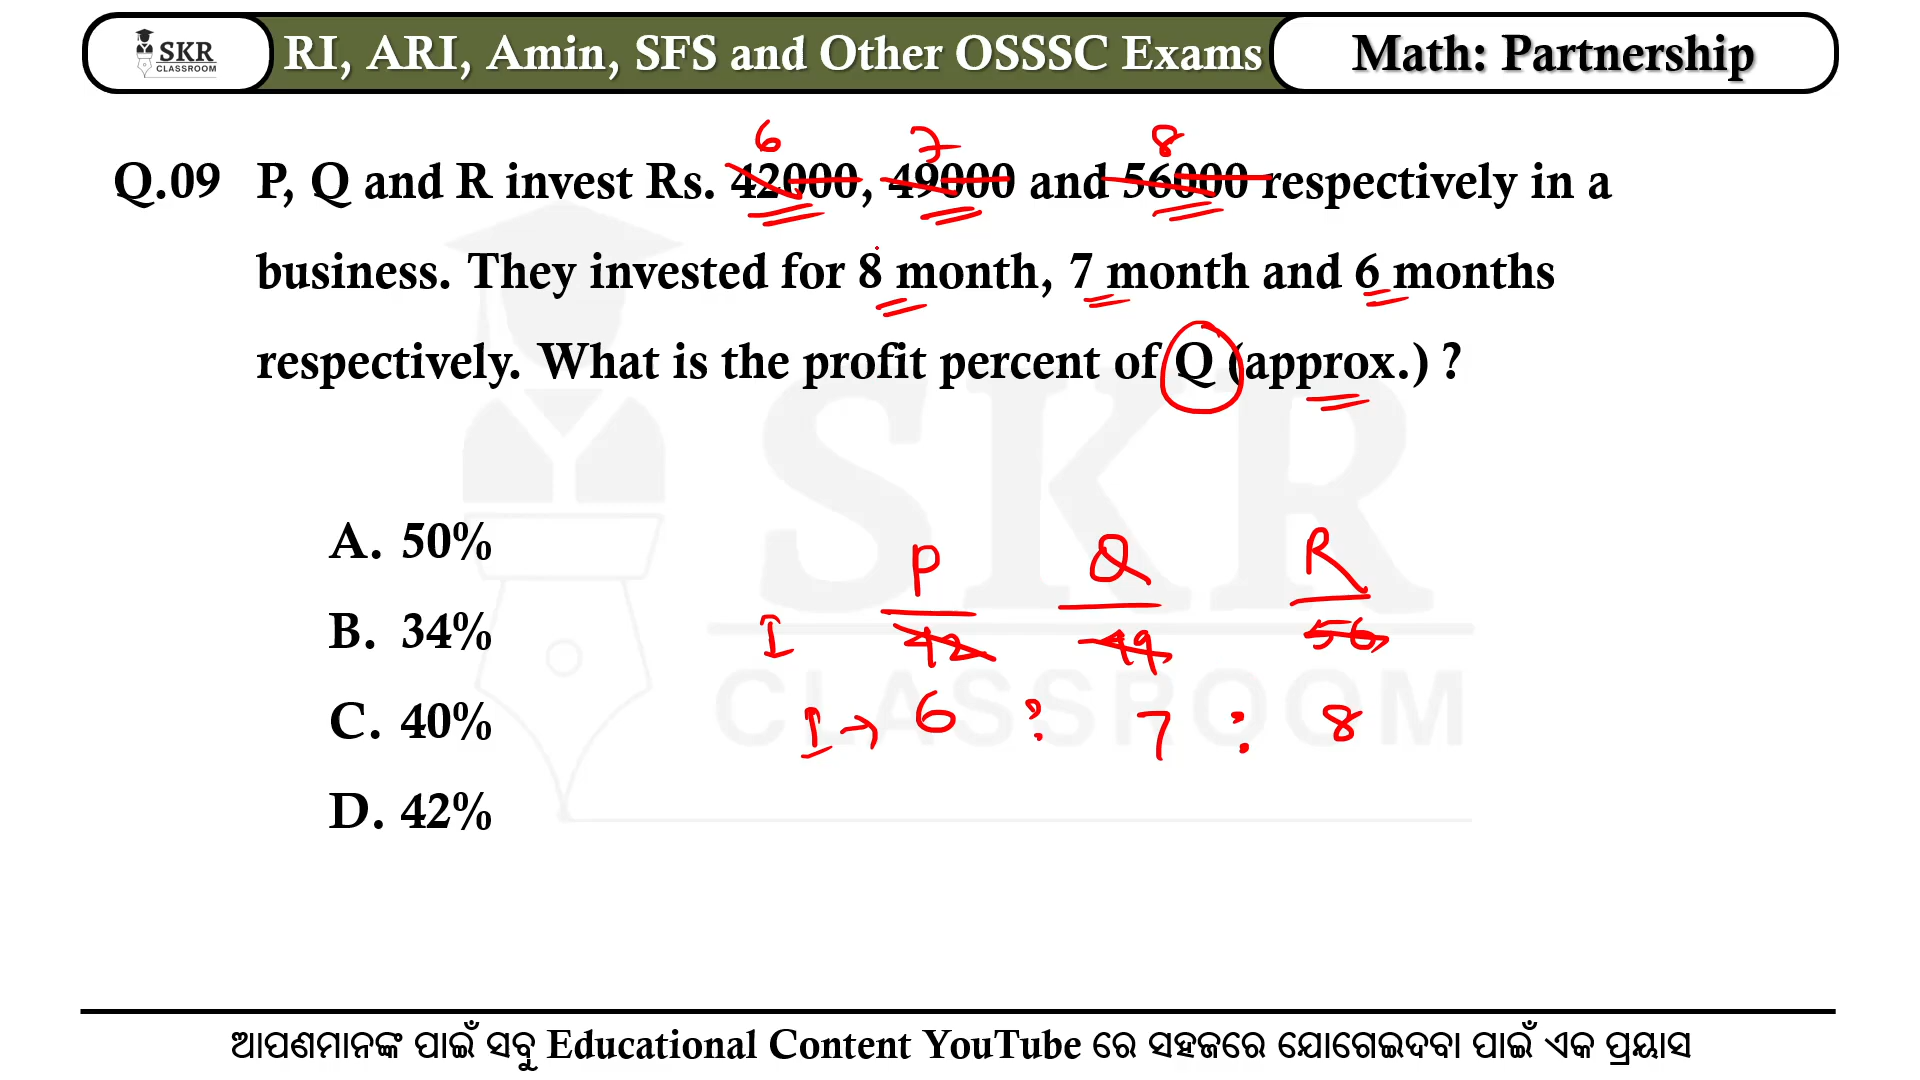 SKR
CLASSROOM
RI, ARI, Amin, SFS and Other OSSSC Exams
Math: Partnership
6 7 8
Q.09 P, Q and R invest Rs. 42000, 49000 and 56000 respectively in a
business. They invested for 8 month, 7 month and 6 months
respectively. What is the profit percent of Q (approx.) ?
SKR
CLASSROOM
A. 50%
B. 34%
C. 40%
D. 42%
P Q R
I 42 49 56
I → 6 : 7 : 8
ଆପଣମାନଙ୍କ ପାଇଁ ସବୁ Educational Content YouTube ରେ ସହଜରେ ଯୋଗେଇଦବା ପାଇଁ ଏକ ପ୍ରୟାସ